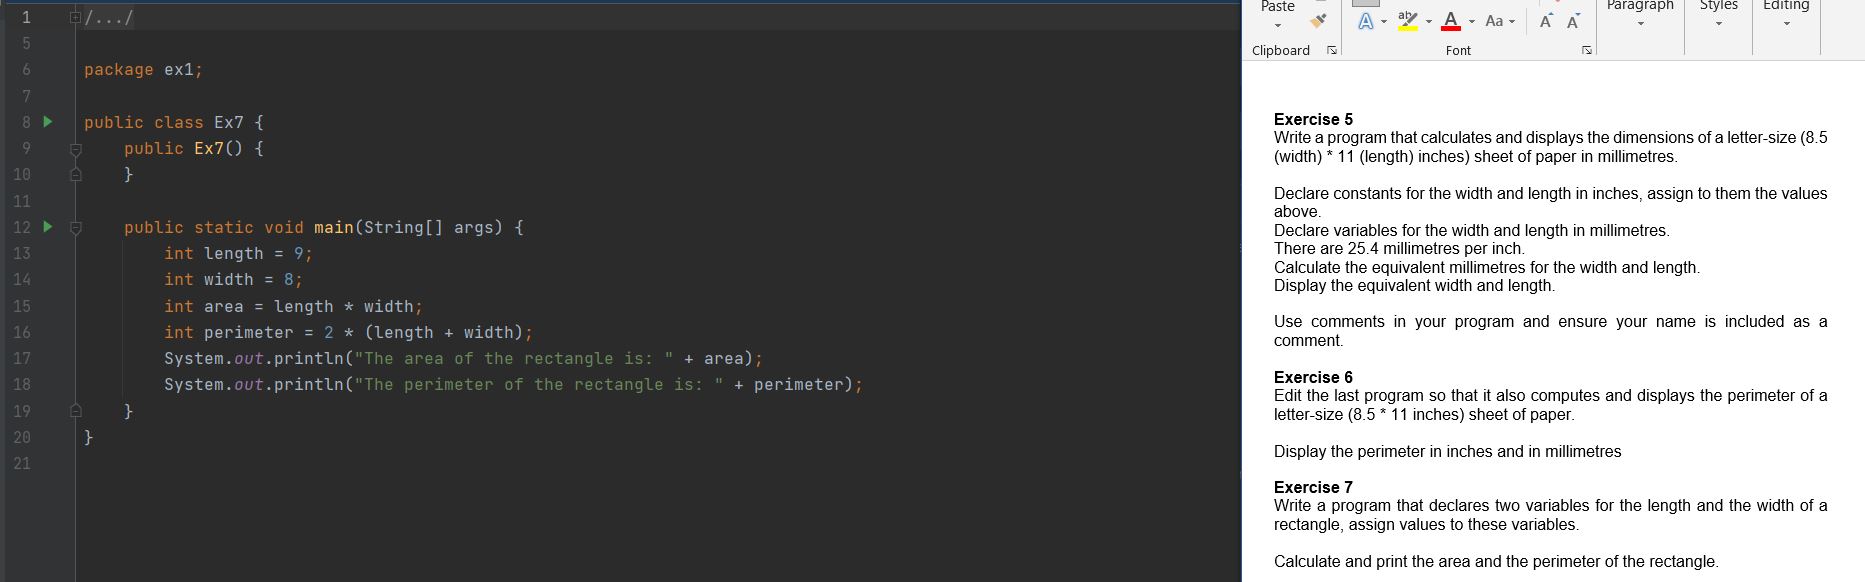 1 /.../
5
6 package ex1;
7
8 public class Ex7 {
9 public Ex7() {
10 }
11
12 public static void main(String[] args) {
13 int length = 9;
14 int width = 8;
15 int area = length * width;
16 int perimeter = 2 * (length + width);
17 System.out.println("The area of the rectangle is: " + area);
18 System.out.println("The perimeter of the rectangle is: " + perimeter);
19 }
20 }
21
Paste
Clipboard
A ab A Aa A A
Font
Paragraph
Styles
Editing
Exercise 5
Write a program that calculates and displays the dimensions of a letter-size (8.5
(width) * 11 (length) inches) sheet of paper in millimetres.
Declare constants for the width and length in inches, assign to them the values
above.
Declare variables for the width and length in millimetres.
There are 25.4 millimetres per inch.
Calculate the equivalent millimetres for the width and length.
Display the equivalent width and length.
Use comments in your program and ensure your name is included as a
comment.
Exercise 6
Edit the last program so that it also computes and displays the perimeter of a
letter-size (8.5 * 11 inches) sheet of paper.
Display the perimeter in inches and in millimetres
Exercise 7
Write a program that declares two variables for the length and the width of a
rectangle, assign values to these variables.
Calculate and print the area and the perimeter of the rectangle.